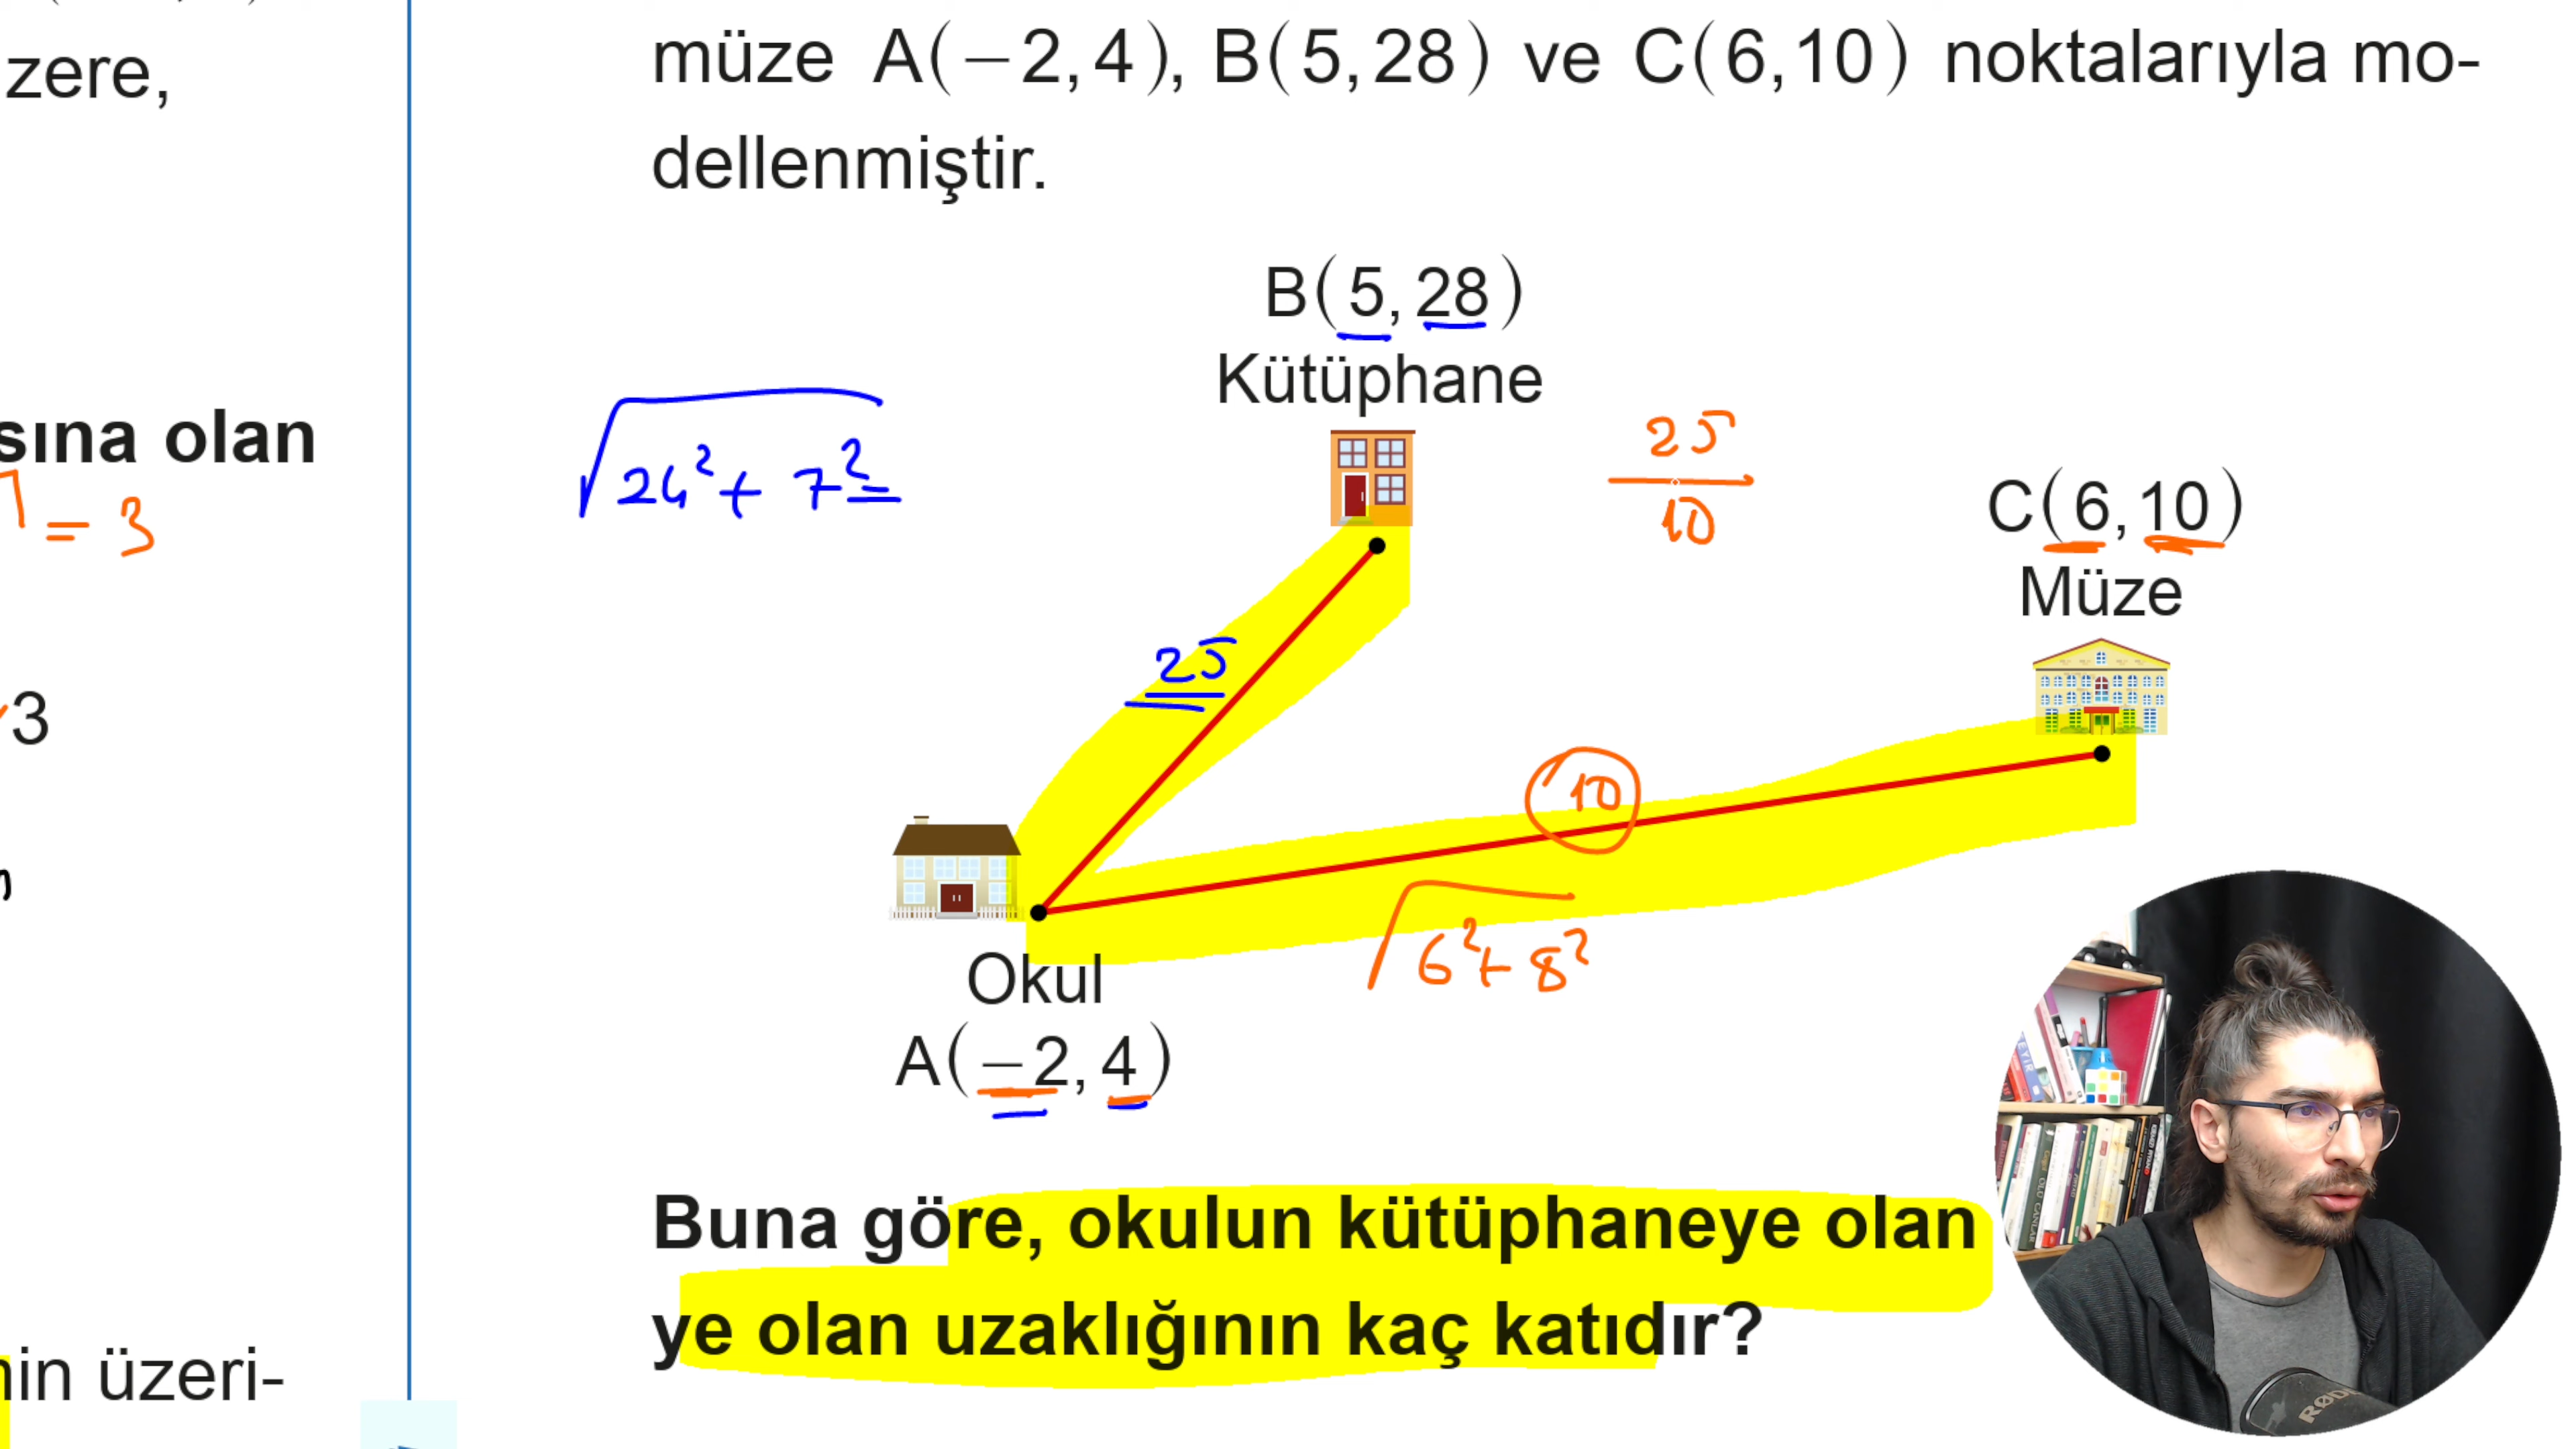 zere,
sına olan
= 3
3
in üzeri-
müze A(−2,4), B(5,28) ve C(6,10) noktalarıyla mo-
dellenmiştir.
B(5,28)
Kütüphane
√24² + 7²
25
10
C(6,10)
Müze
25
10
√6² + 8²
Okul
A(−2,4)
Buna göre, okulun kütüphaneye olan
ye olan uzaklığının kaç katıdır?
RØDE